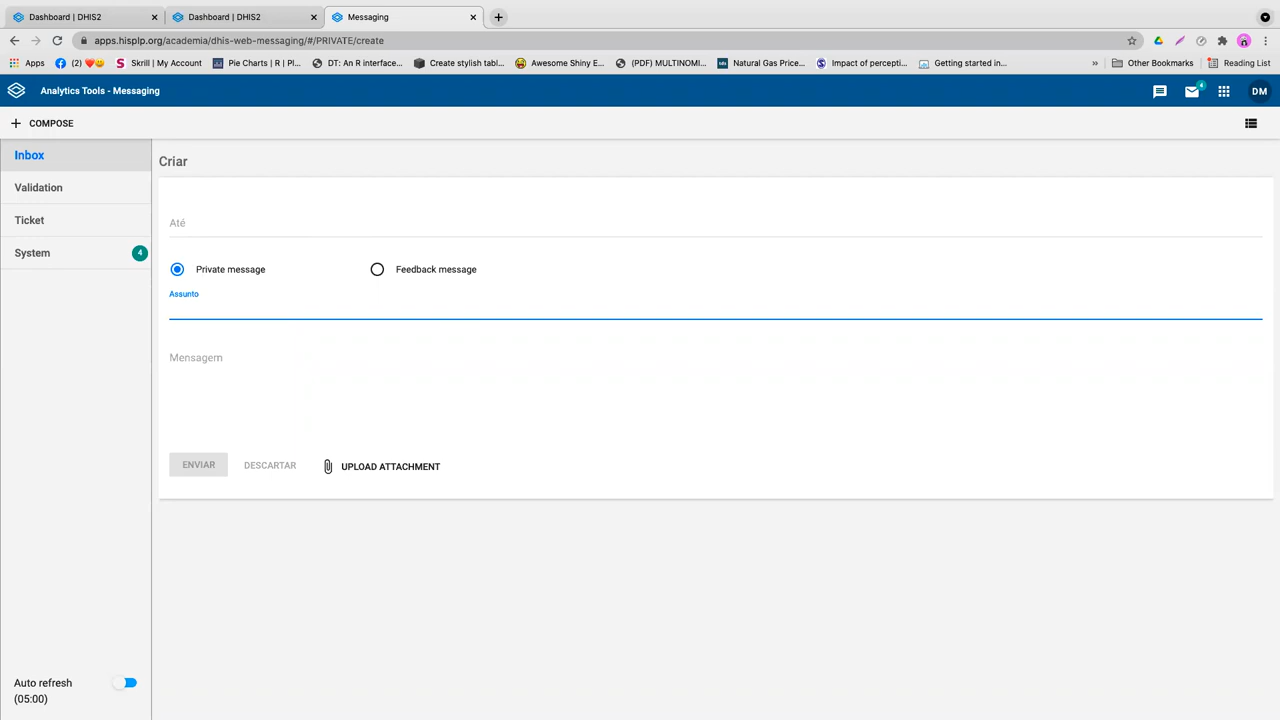 Dashboard | DHIS2
Dashboard | DHIS2
Messaging
apps.hisplp.org/academia/dhis-web-messaging/#/PRIVATE/create
Apps
(2) ❤️😄
Skrill | My Account
Pie Charts | R | Pl...
DT: An R interface...
Create stylish tabl...
Awesome Shiny E...
(PDF) MULTINOMI...
Natural Gas Price...
Impact of percepti...
Getting started in...
»
Other Bookmarks
Reading List
Analytics Tools - Messaging
4
DM
COMPOSE
Inbox
Validation
Ticket
System
4
Criar
Até
Private message
Feedback message
Assunto
Mensagem
ENVIAR
DESCARTAR
UPLOAD ATTACHMENT
Auto refresh
(05:00)